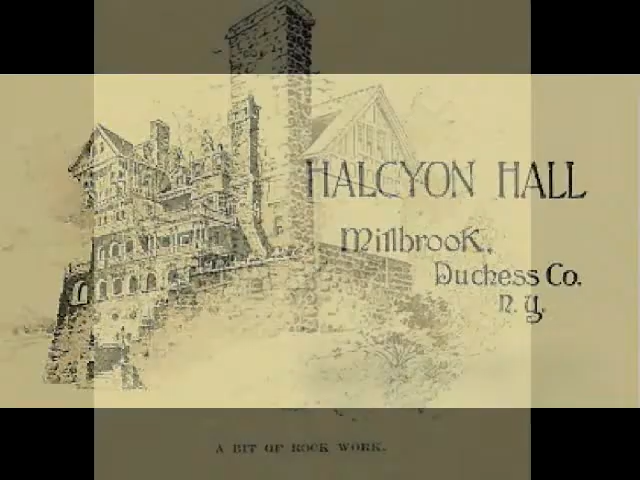 HALCYON HALL
Millbrook,
Duchess Co.
N. Y.
A BIT OF ROCK WORK.